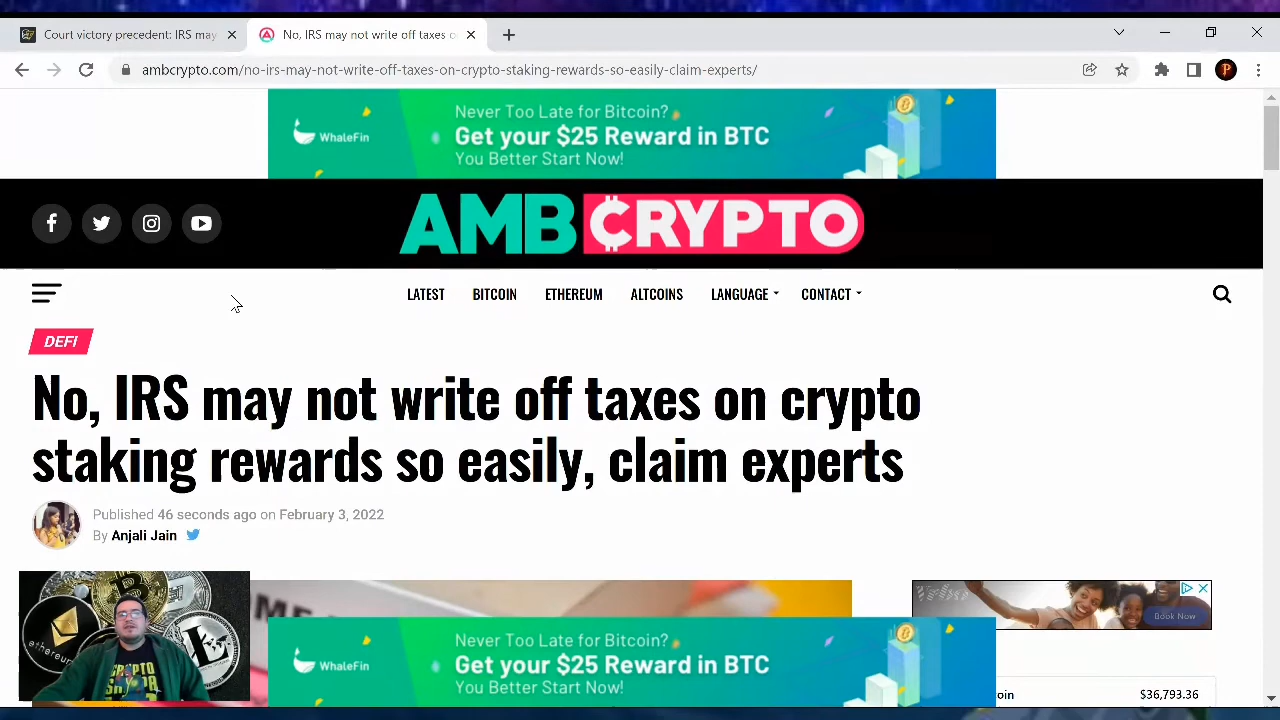 Court victory precedent: IRS may
No, IRS may not write off taxes o
ambcrypto.com/no-irs-may-not-write-off-taxes-on-crypto-staking-rewards-so-easily-claim-experts/
P
WhaleFin
Never Too Late for Bitcoin?
Get your $25 Reward in BTC
You Better Start Now!
AMBCRYPTO
LATEST BITCOIN ETHEREUM ALTCOINS LANGUAGE CONTACT
DEFI
No, IRS may not write off taxes on crypto
staking rewards so easily, claim experts
Published 46 seconds ago on February 3, 2022
By Anjali Jain
ethereum
CRYPTO
Book Now
WhaleFin
Never Too Late for Bitcoin?
Get your $25 Reward in BTC
You Better Start Now!
oin $36,793.36